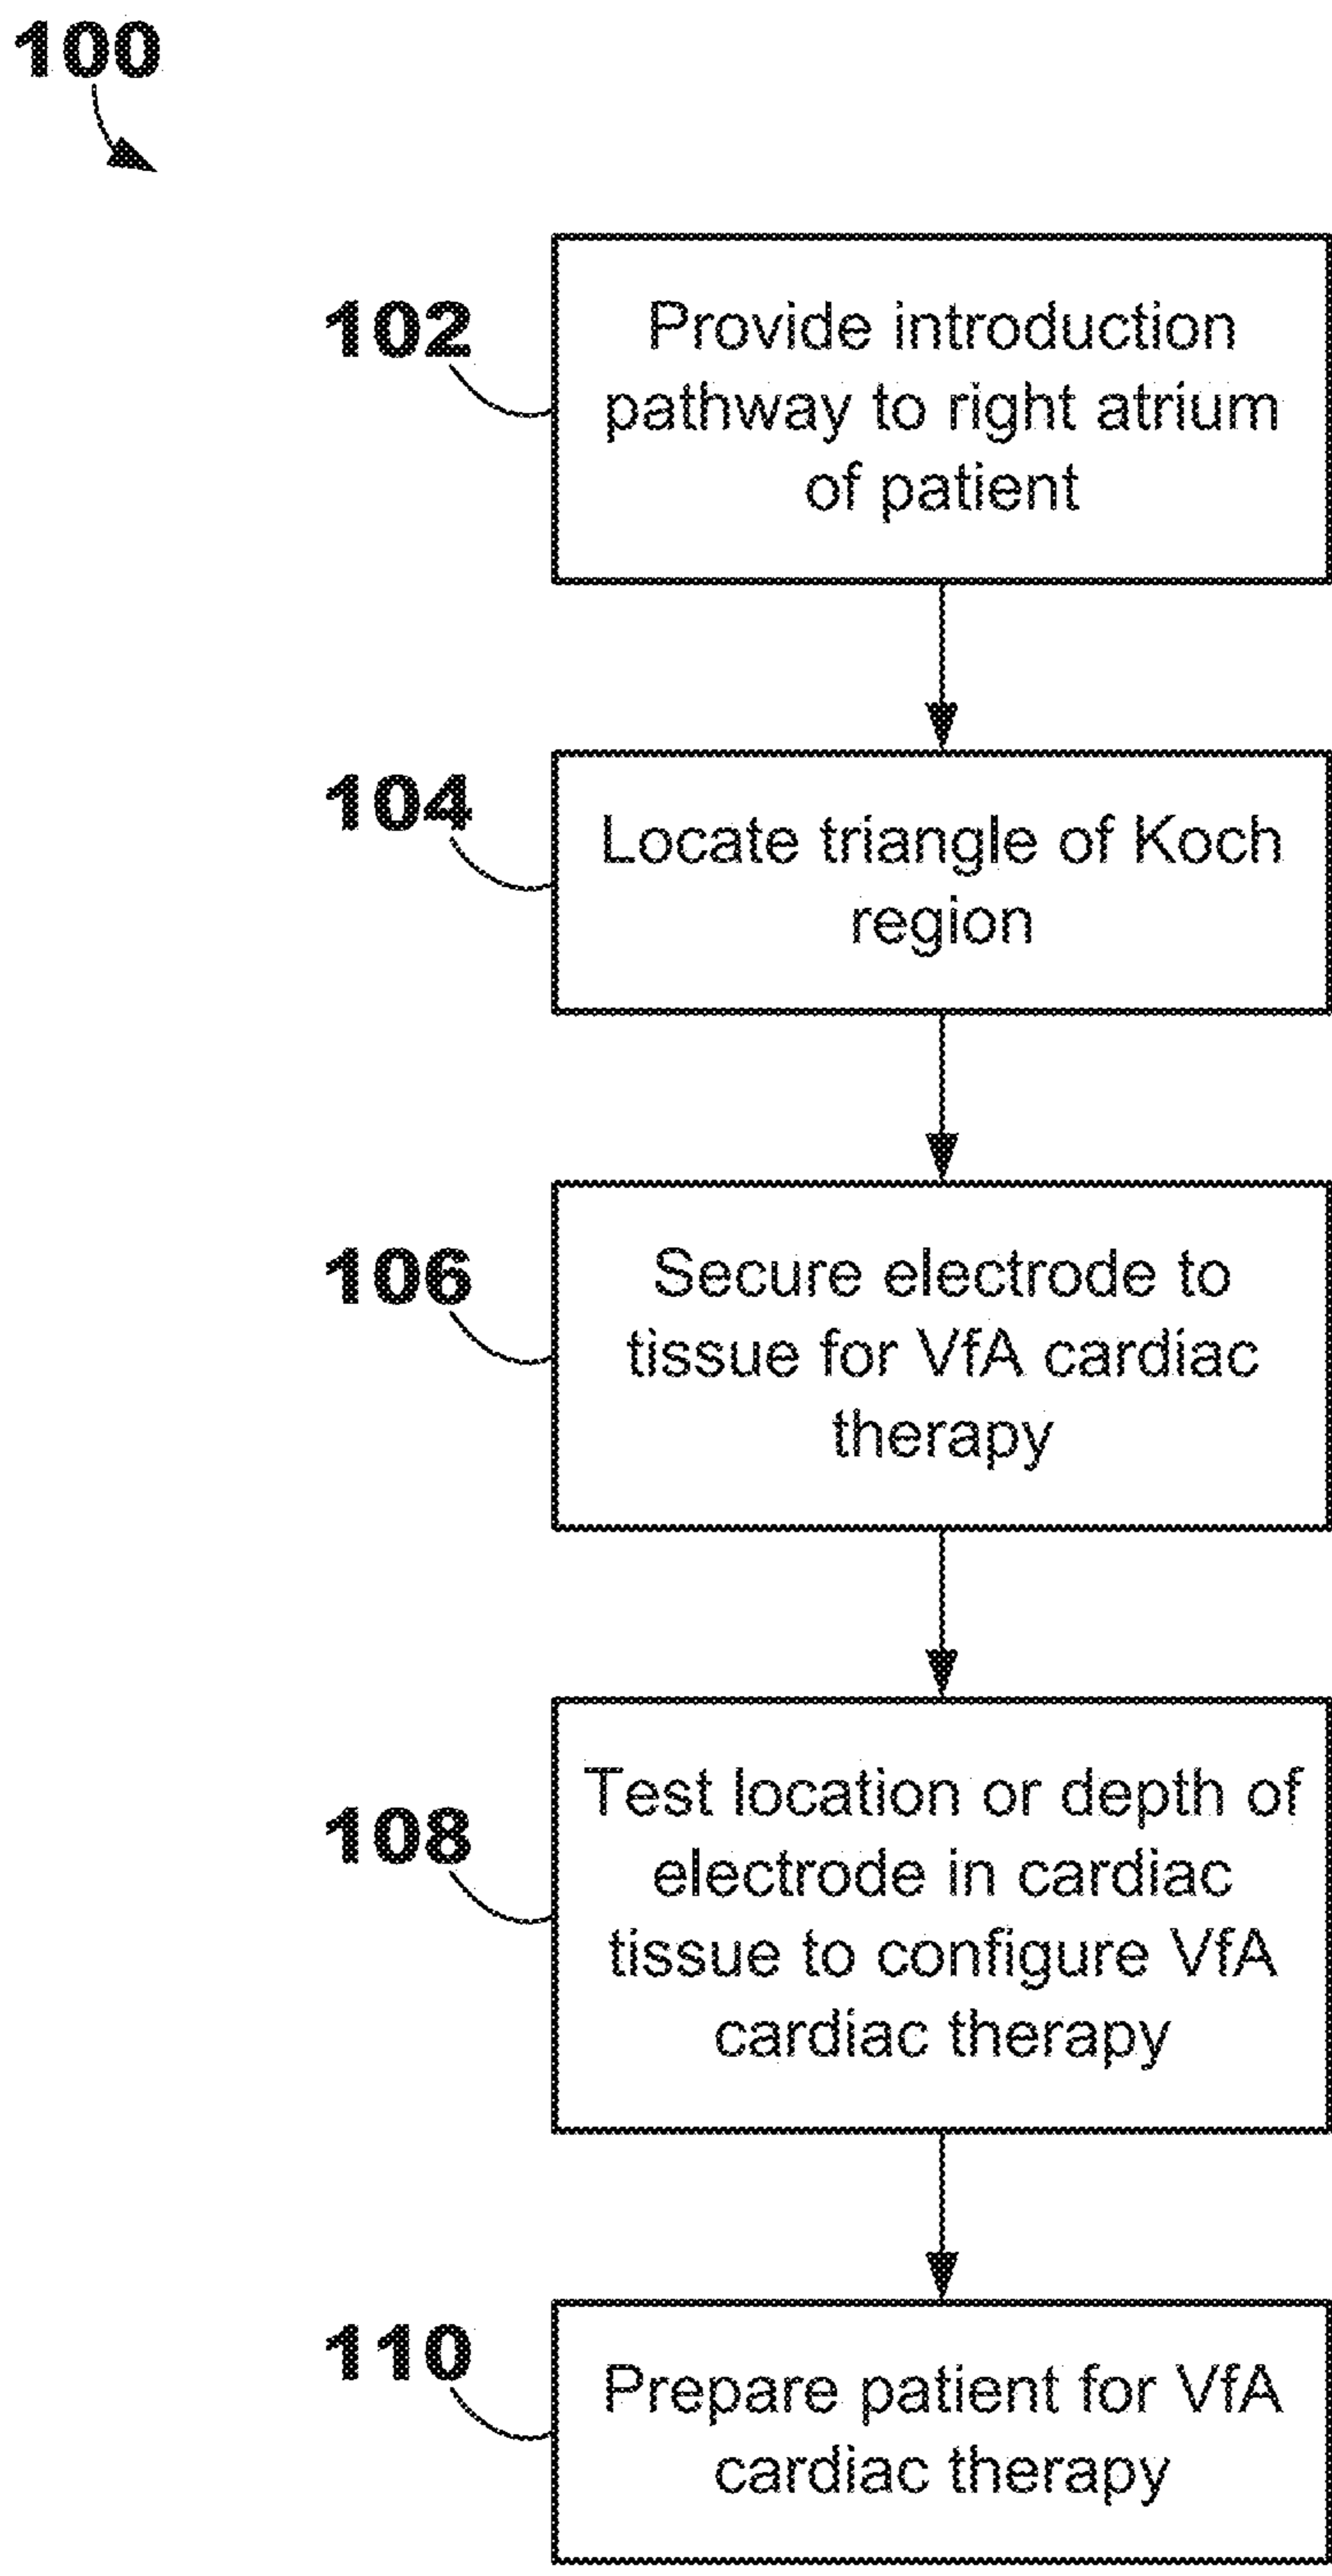 100
102
Provide introduction
pathway to right atrium
of patient
104
Locate triangle of Koch
region
106
Secure electrode to
tissue for VfA cardiac
therapy
108
Test location or depth of
electrode in cardiac
tissue to configure VfA
cardiac therapy
110
Prepare patient for VfA
cardiac therapy